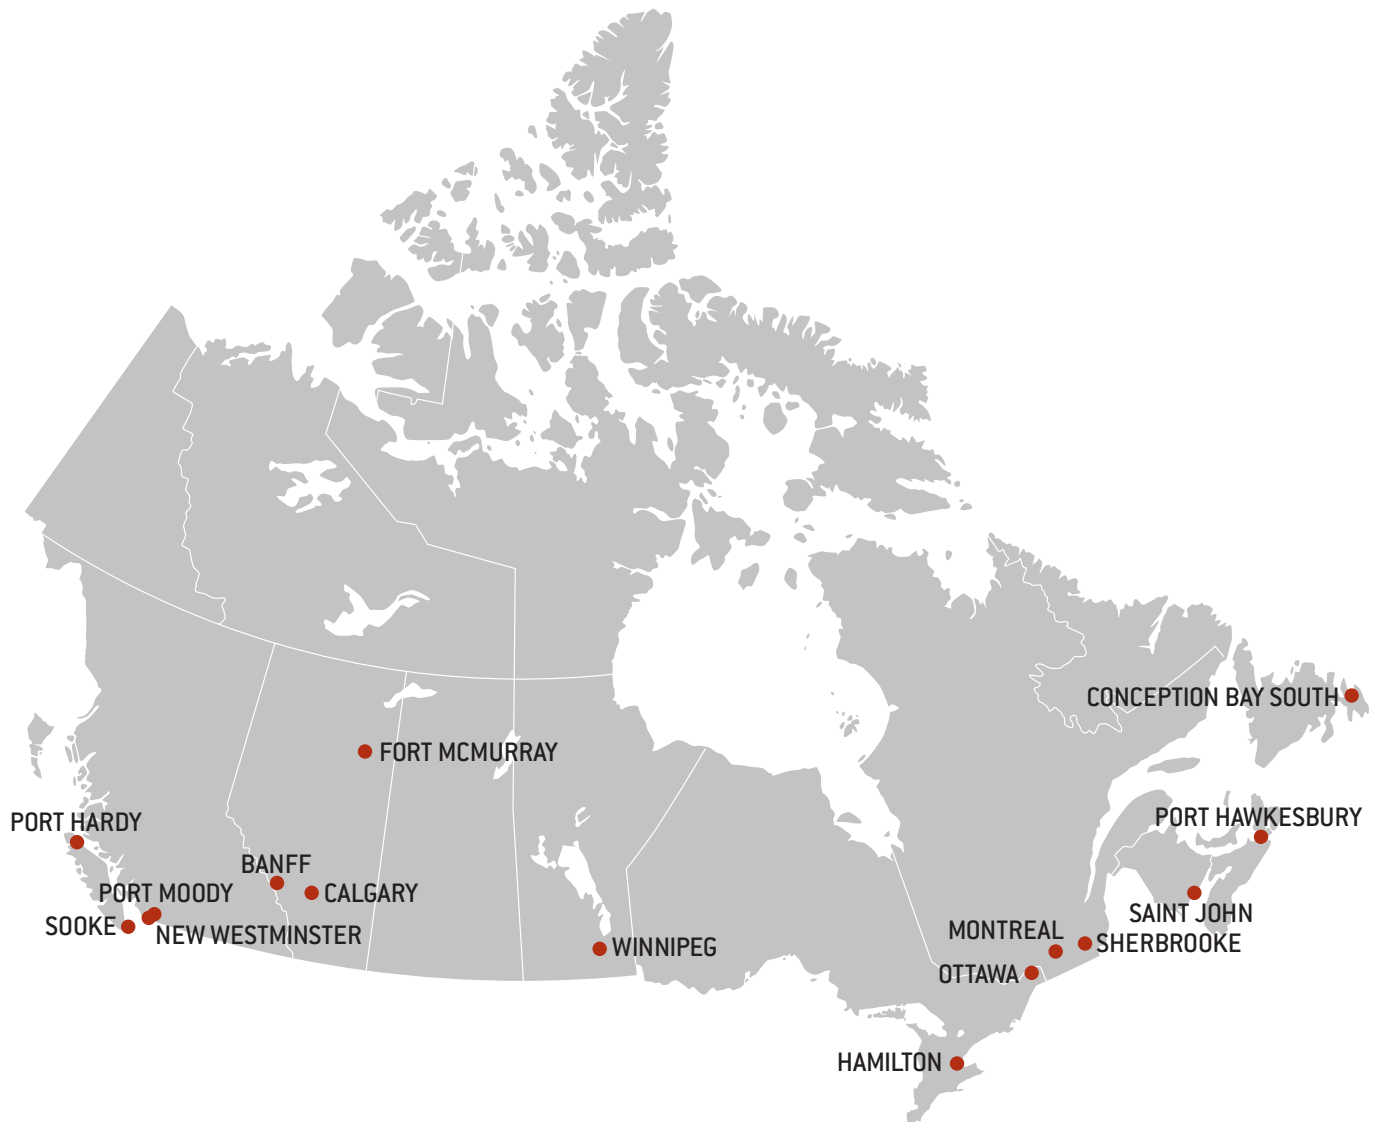 CONCEPTION BAY SOUTH
FORT MCMURRAY
PORT HARDY
PORT HAWKESBURY
BANFF
PORT MOODY
CALGARY
SOOKE
NEW WESTMINSTER
WINNIPEG
SAINT JOHN
MONTREAL
SHERBROOKE
OTTAWA
HAMILTON